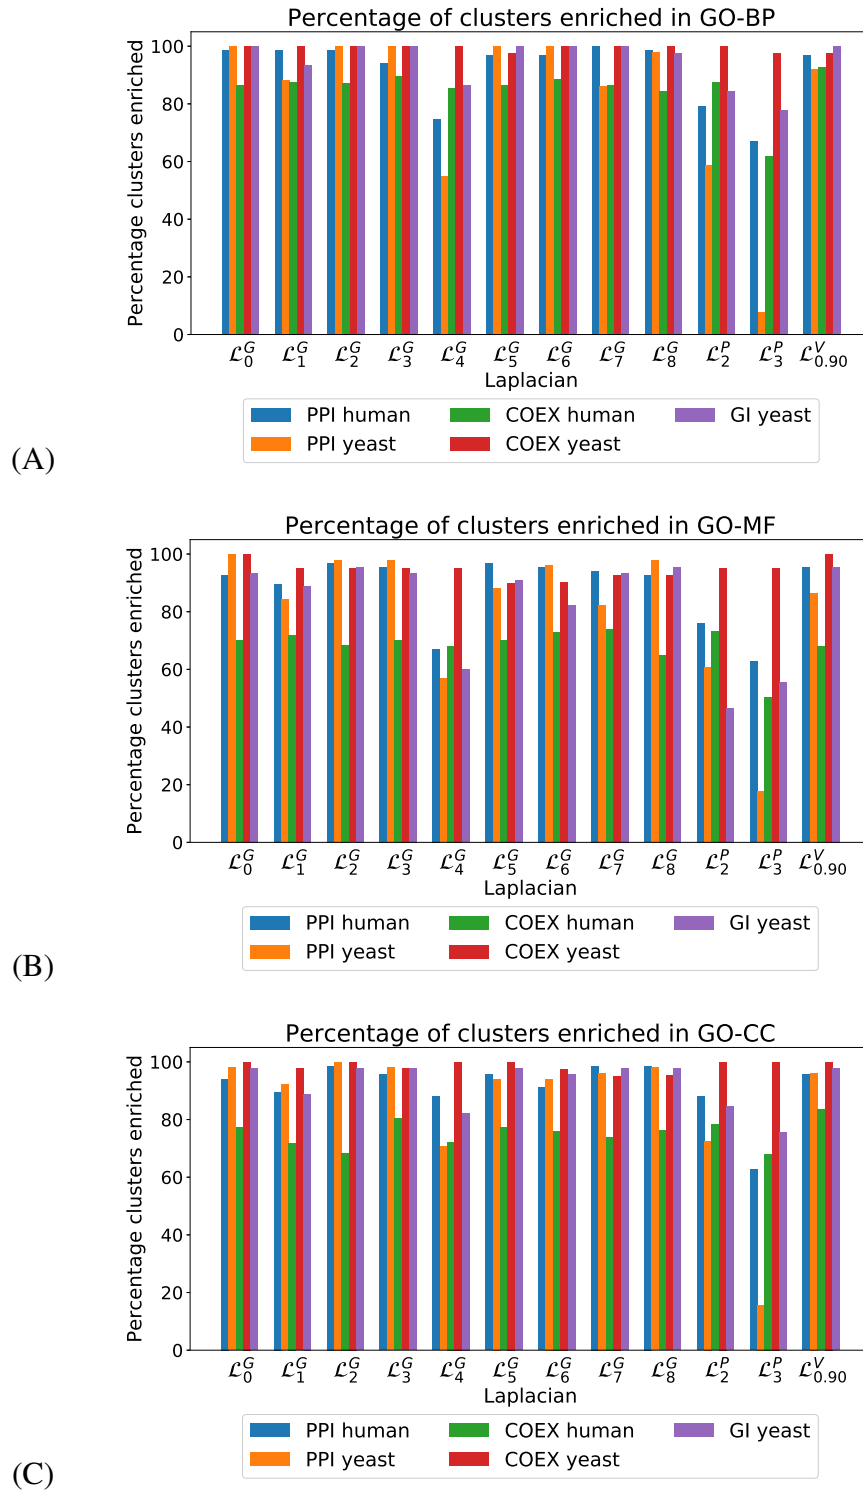 Percentage of clusters enriched in GO-BP
Percentage clusters enriched
100
80
60
40
20
0
ℒ₀ᴳ ℒ₁ᴳ ℒ₂ᴳ ℒ₃ᴳ ℒ₄ᴳ ℒ₅ᴳ ℒ₆ᴳ ℒ₇ᴳ ℒ₈ᴳ ℒ₂ᴾ ℒ₃ᴾ ℒ₀.₉₀ⱽ
Laplacian
PPI human COEX human GI yeast
PPI yeast COEX yeast
(A)
Percentage of clusters enriched in GO-MF
Percentage clusters enriched
100
80
60
40
20
0
ℒ₀ᴳ ℒ₁ᴳ ℒ₂ᴳ ℒ₃ᴳ ℒ₄ᴳ ℒ₅ᴳ ℒ₆ᴳ ℒ₇ᴳ ℒ₈ᴳ ℒ₂ᴾ ℒ₃ᴾ ℒ₀.₉₀ⱽ
Laplacian
PPI human COEX human GI yeast
PPI yeast COEX yeast
(B)
Percentage of clusters enriched in GO-CC
Percentage clusters enriched
100
80
60
40
20
0
ℒ₀ᴳ ℒ₁ᴳ ℒ₂ᴳ ℒ₃ᴳ ℒ₄ᴳ ℒ₅ᴳ ℒ₆ᴳ ℒ₇ᴳ ℒ₈ᴳ ℒ₂ᴾ ℒ₃ᴾ ℒ₀.₉₀ⱽ
Laplacian
PPI human COEX human GI yeast
PPI yeast COEX yeast
(C)